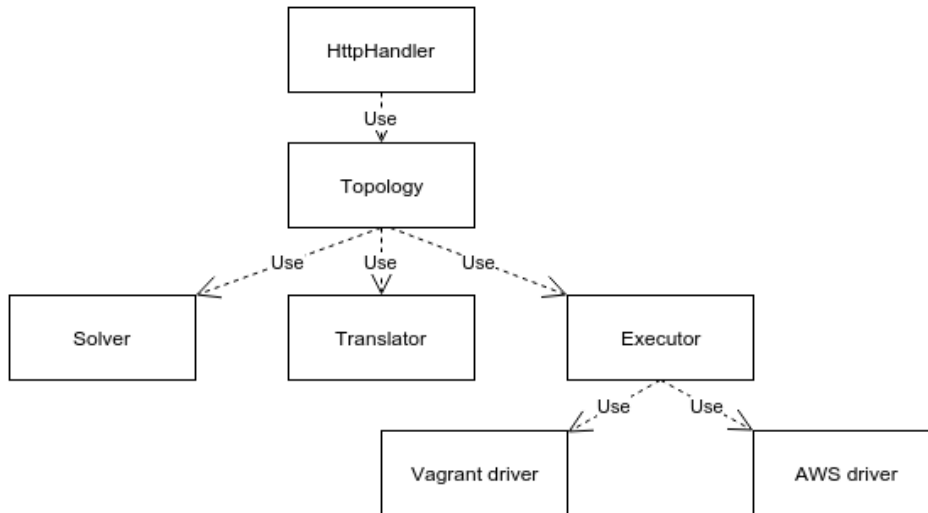 HttpHandler
Use
Topology
Use Use Use
Solver Translator Executor
Use Use
Vagrant driver AWS driver